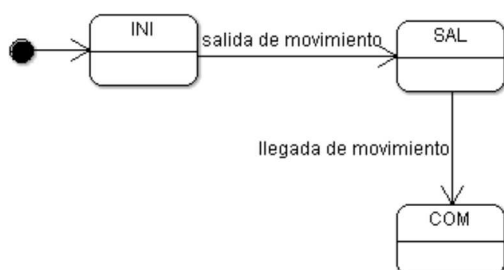 INI
salida de movimiento
SAL
llegada de movimiento
COM